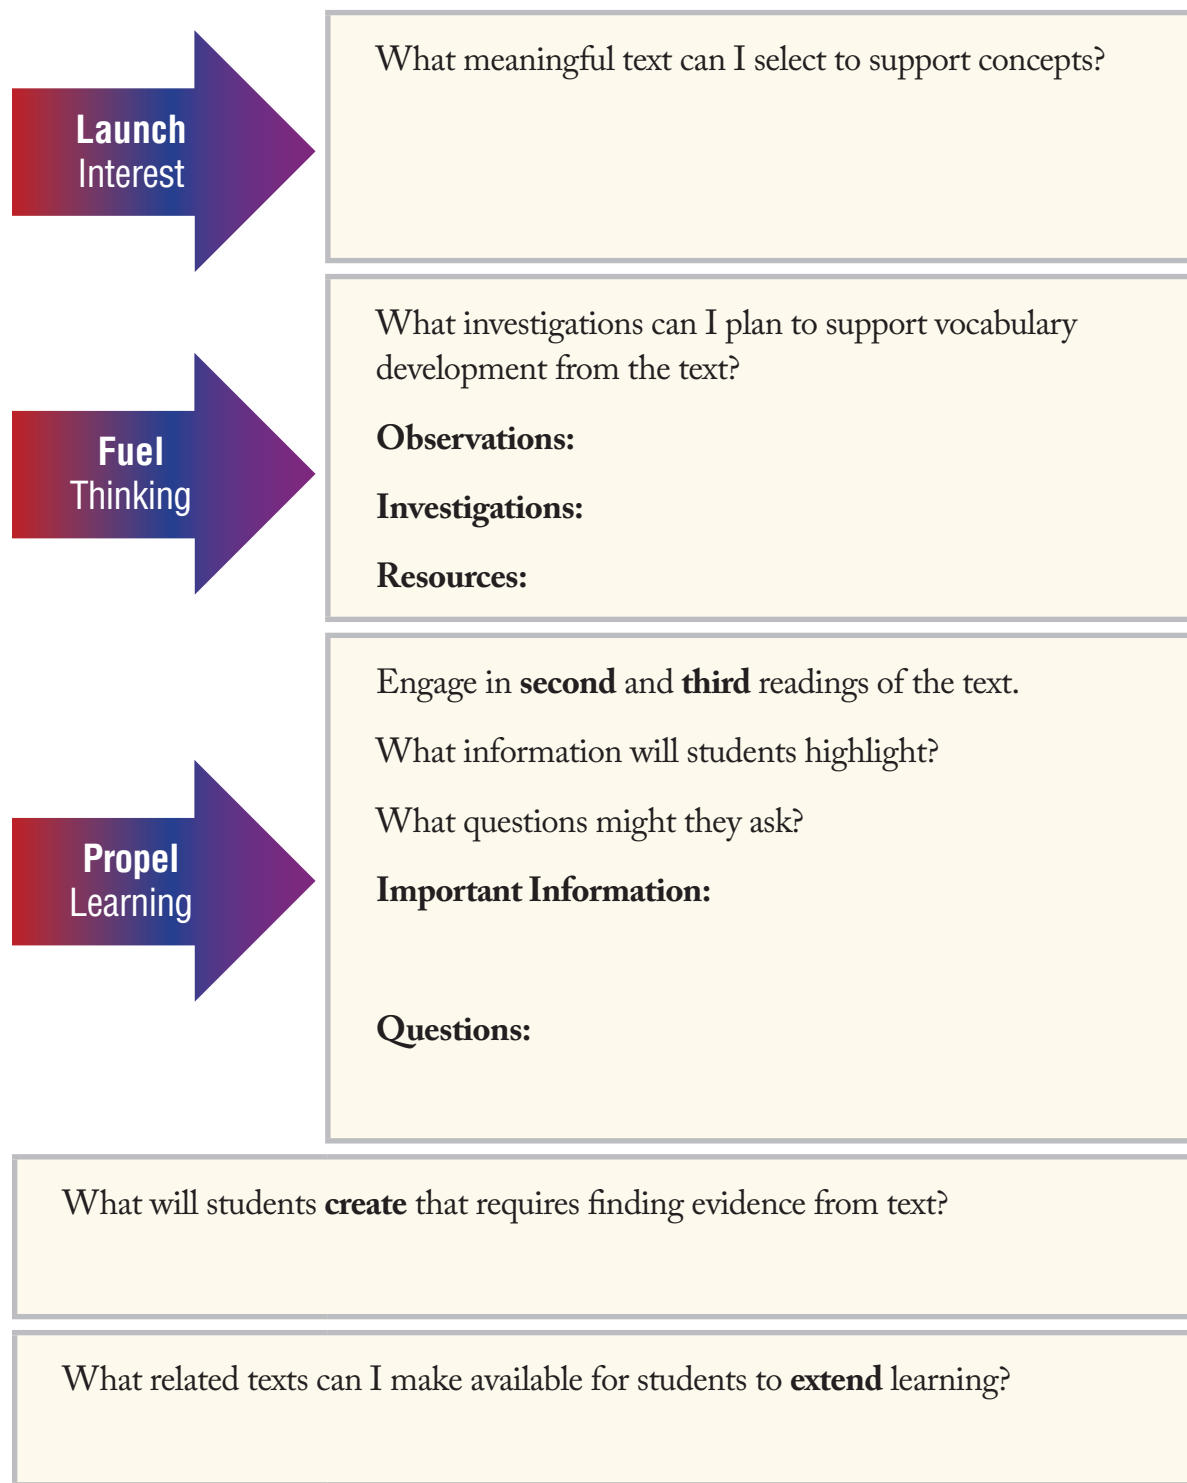 Launch
Interest
What meaningful text can I select to support concepts?
Fuel
Thinking
What investigations can I plan to support vocabulary
development from the text?
Observations:
Investigations:
Resources:
Propel
Learning
Engage in second and third readings of the text.
What information will students highlight?
What questions might they ask?
Important Information:
Questions:
What will students create that requires finding evidence from text?
What related texts can I make available for students to extend learning?